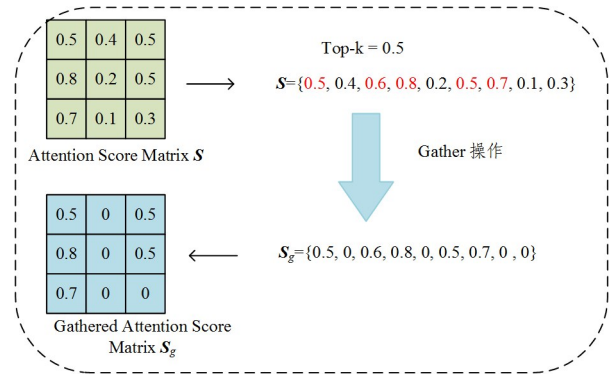 0.5 0.4 0.5
0.8 0.2 0.5
0.7 0.1 0.3
Attention Score Matrix S
Top-k = 0.5
S={0.5, 0.4, 0.6, 0.8, 0.2, 0.5, 0.7, 0.1, 0.3}
Gather 操作
S_g={0.5, 0, 0.6, 0.8, 0, 0.5, 0.7, 0 , 0}
0.5 0 0.5
0.8 0 0.5
0.7 0 0
Gathered Attention Score
Matrix S_g